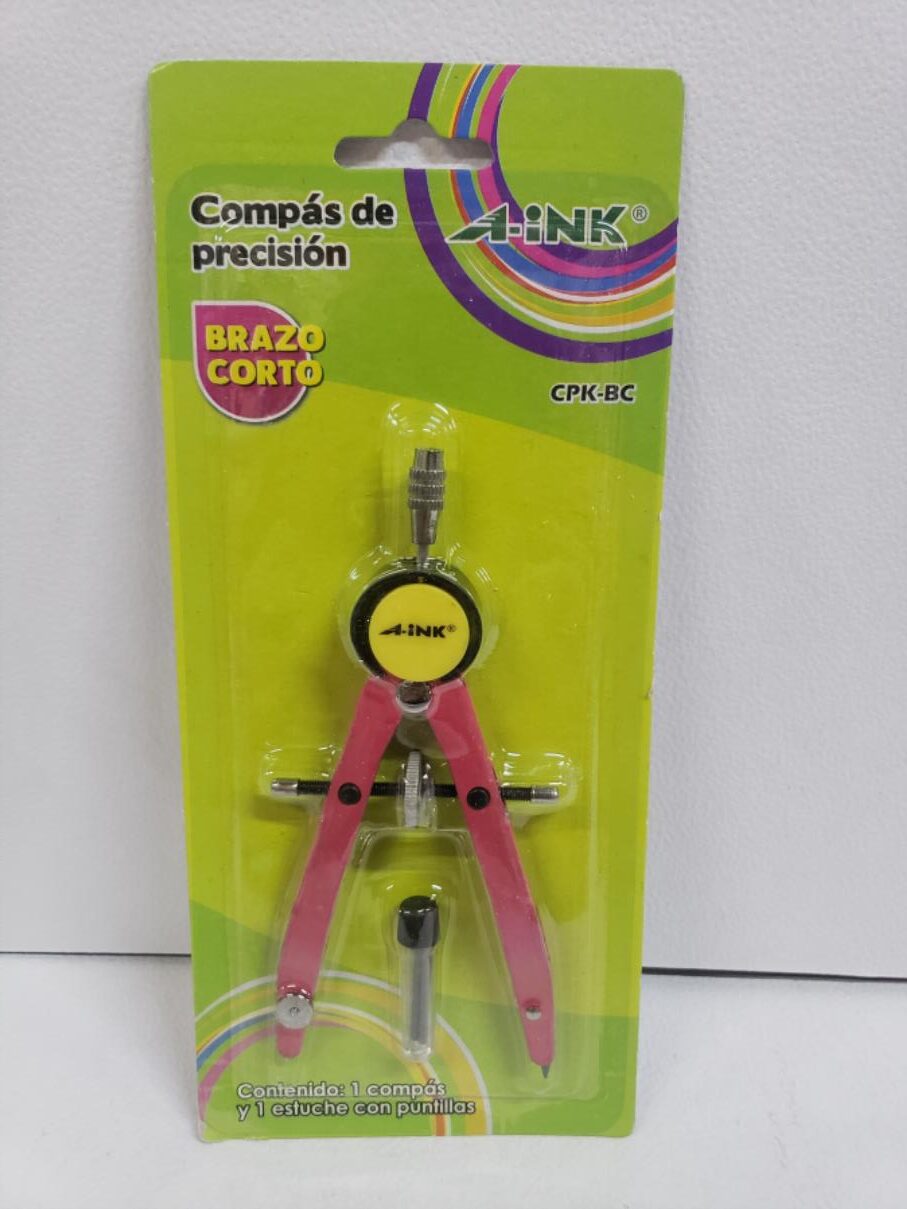 Compás de
precisión
A-iNK®
BRAZO
CORTO
CPK-BC
A-iNK®
Contenido: 1 compás
y 1 estuche con puntillas